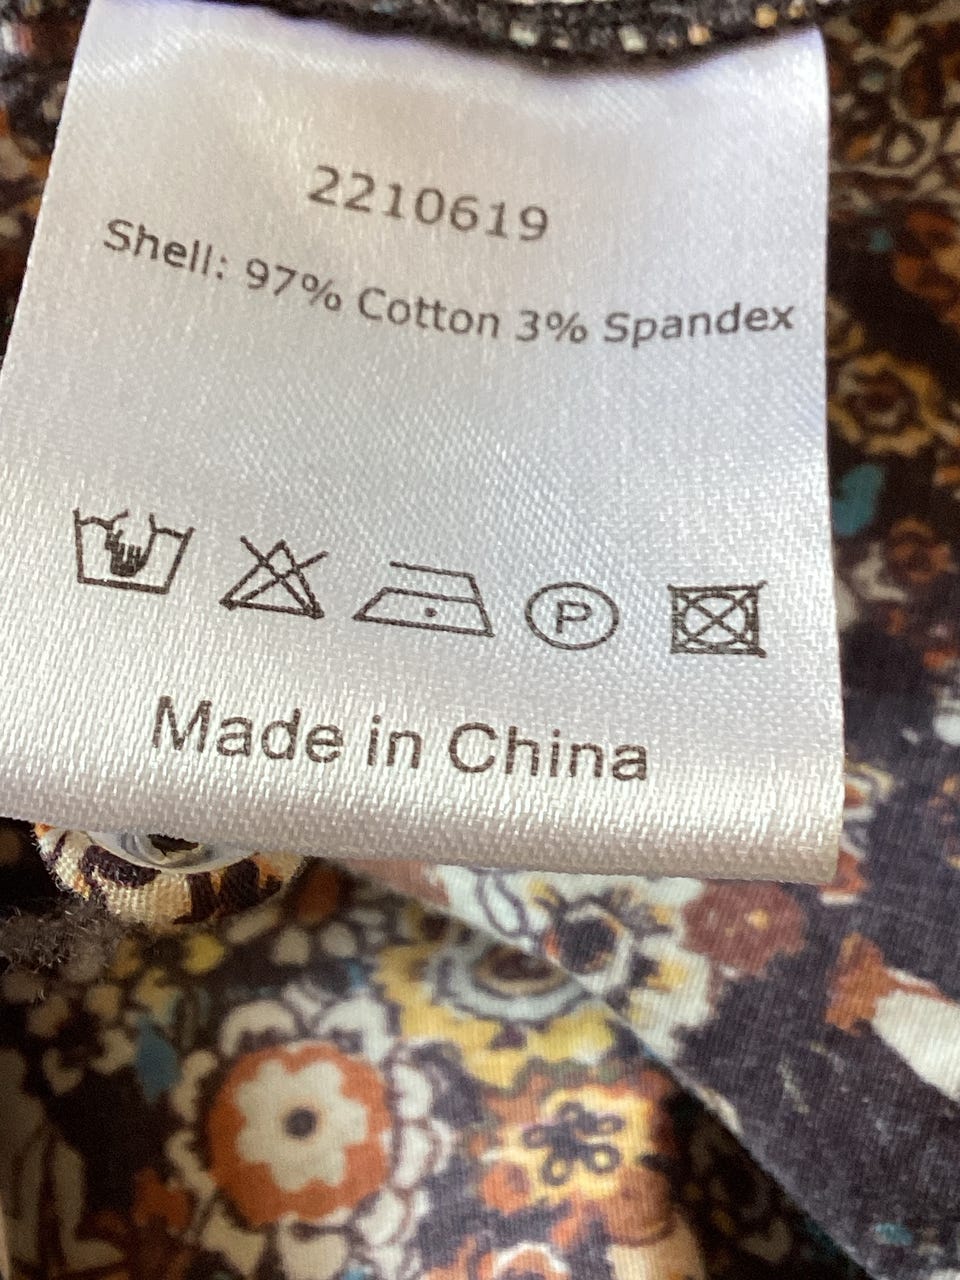 2210619
Shell: 97% Cotton 3% Spandex
P
Made in China